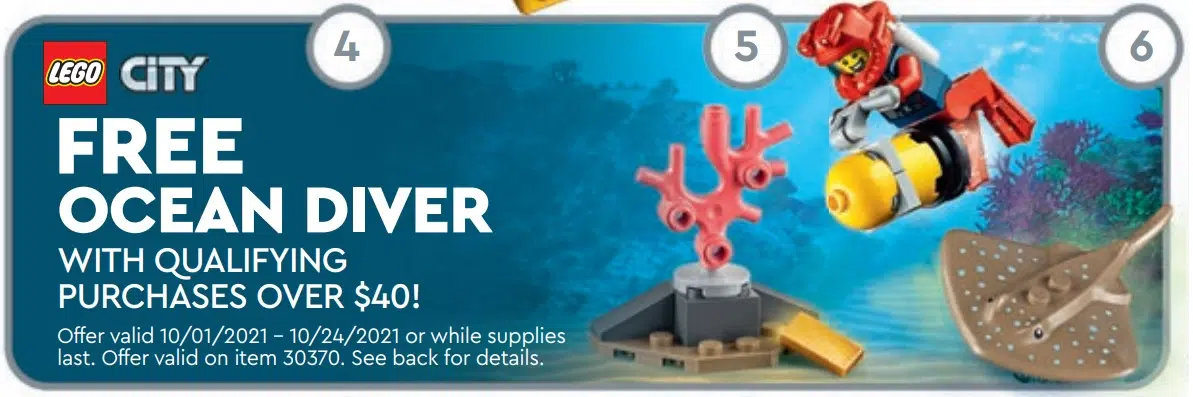 4
5
6
LEGO CITY
FREE
OCEAN DIVER
WITH QUALIFYING
PURCHASES OVER $40!
Offer valid 10/01/2021 – 10/24/2021 or while supplies
last. Offer valid on item 30370. See back for details.